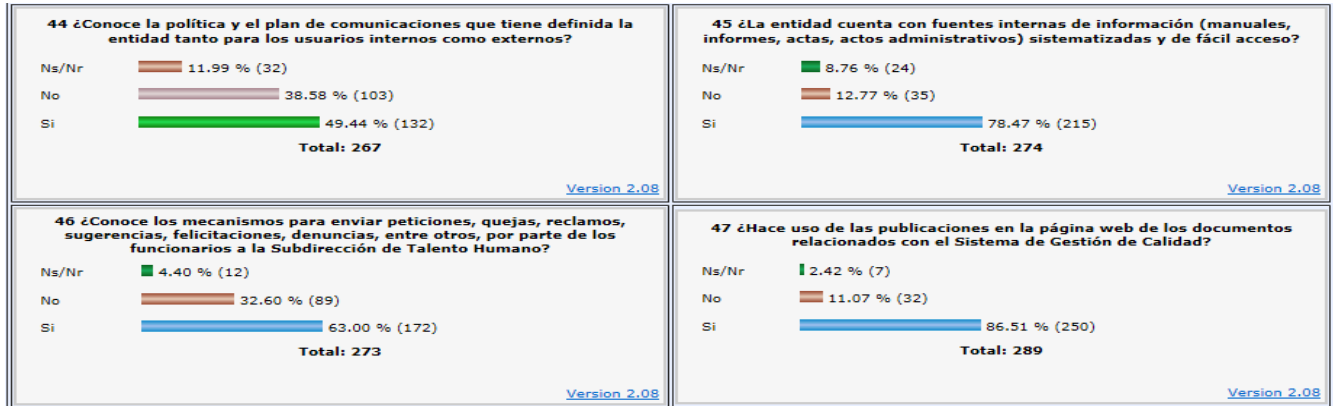 44 ¿Conoce la política y el plan de comunicaciones que tiene definida la
entidad tanto para los usuarios internos como externos?
Ns/Nr 11.99 % (32)
No 38.58 % (103)
Si 49.44 % (132)
Total: 267
Version 2.08
45 ¿La entidad cuenta con fuentes internas de información (manuales,
informes, actas, actos administrativos) sistematizadas y de fácil acceso?
Ns/Nr 8.76 % (24)
No 12.77 % (35)
Si 78.47 % (215)
Total: 274
Version 2.08
46 ¿Conoce los mecanismos para enviar peticiones, quejas, reclamos,
sugerencias, felicitaciones, denuncias, entre otros, por parte de los
funcionarios a la Subdirección de Talento Humano?
Ns/Nr 4.40 % (12)
No 32.60 % (89)
Si 63.00 % (172)
Total: 273
Version 2.08
47 ¿Hace uso de las publicaciones en la página web de los documentos
relacionados con el Sistema de Gestión de Calidad?
Ns/Nr 2.42 % (7)
No 11.07 % (32)
Si 86.51 % (250)
Total: 289
Version 2.08